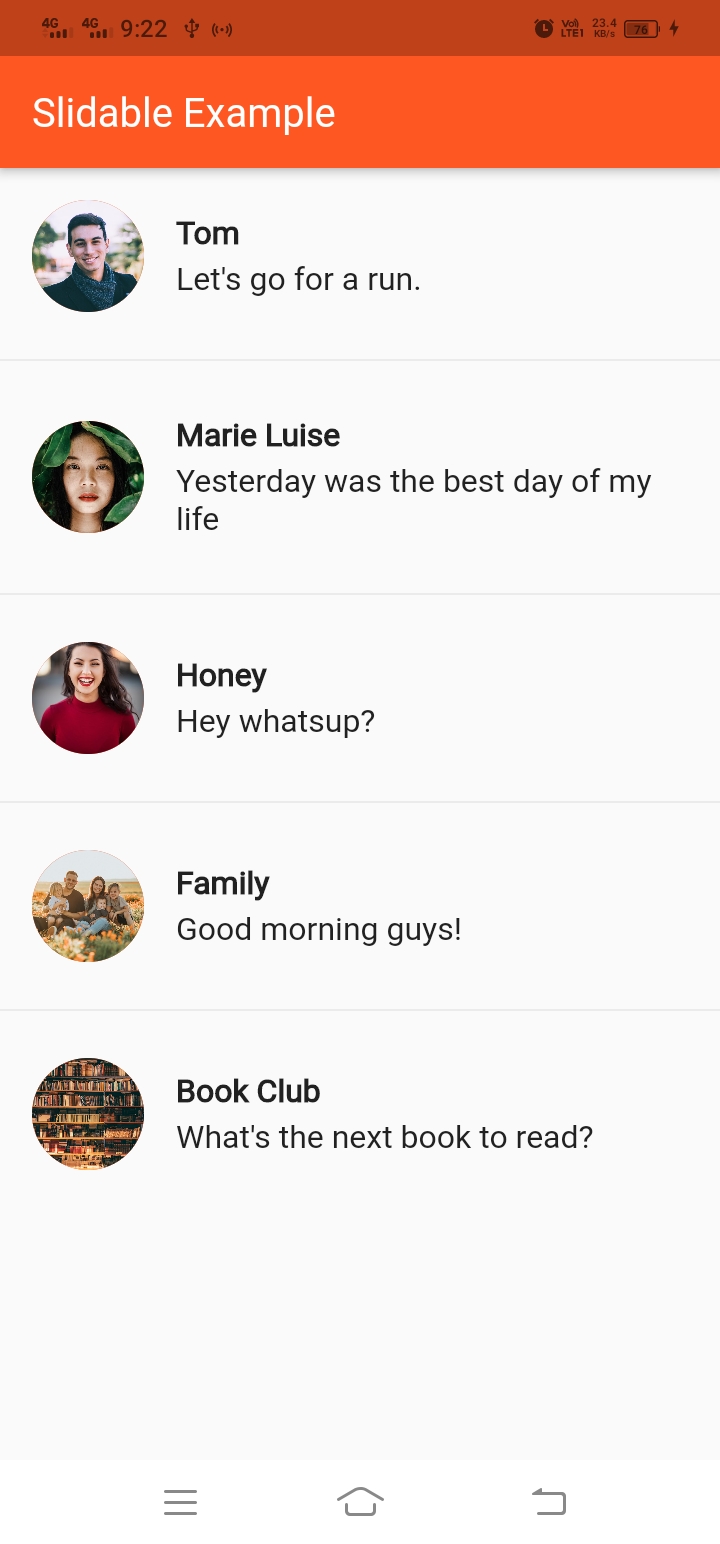 4G 4G 9:22 Vo) LTE1 23.4 KB/s 76
Slidable Example
Tom
Let's go for a run.
Marie Luise
Yesterday was the best day of my
life
Honey
Hey whatsup?
Family
Good morning guys!
Book Club
What's the next book to read?